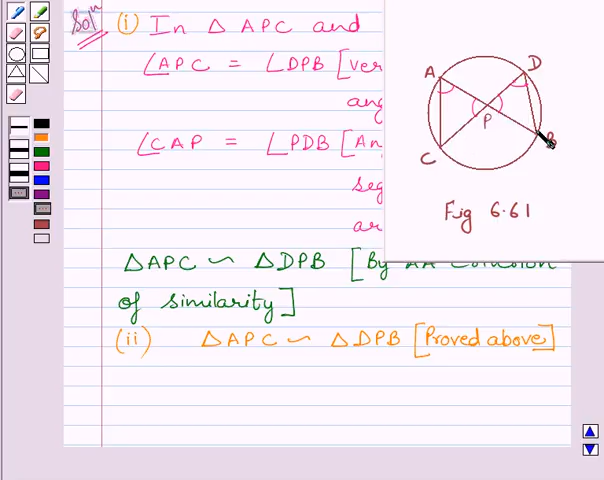 Solⁿ (i) In △ APC and
∠APC = ∠DPB [ver
ang
∠CAP = ∠PDB [An
seg
ar
△APC ∽ △DPB [By AA
of similarity]
(ii) △APC ∽ △DPB [Proved above]
A
D
P
B
C
Fig 6.61